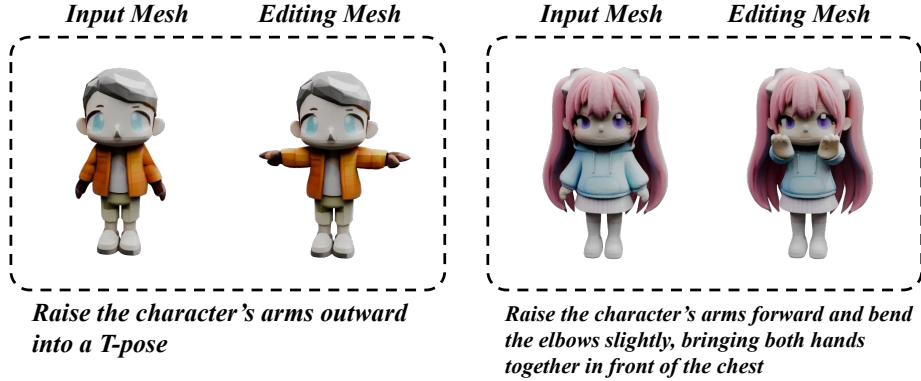 Input Mesh
Editing Mesh
Input Mesh
Editing Mesh
Raise the character's arms outward
into a T-pose
Raise the character's arms forward and bend
the elbows slightly, bringing both hands
together in front of the chest